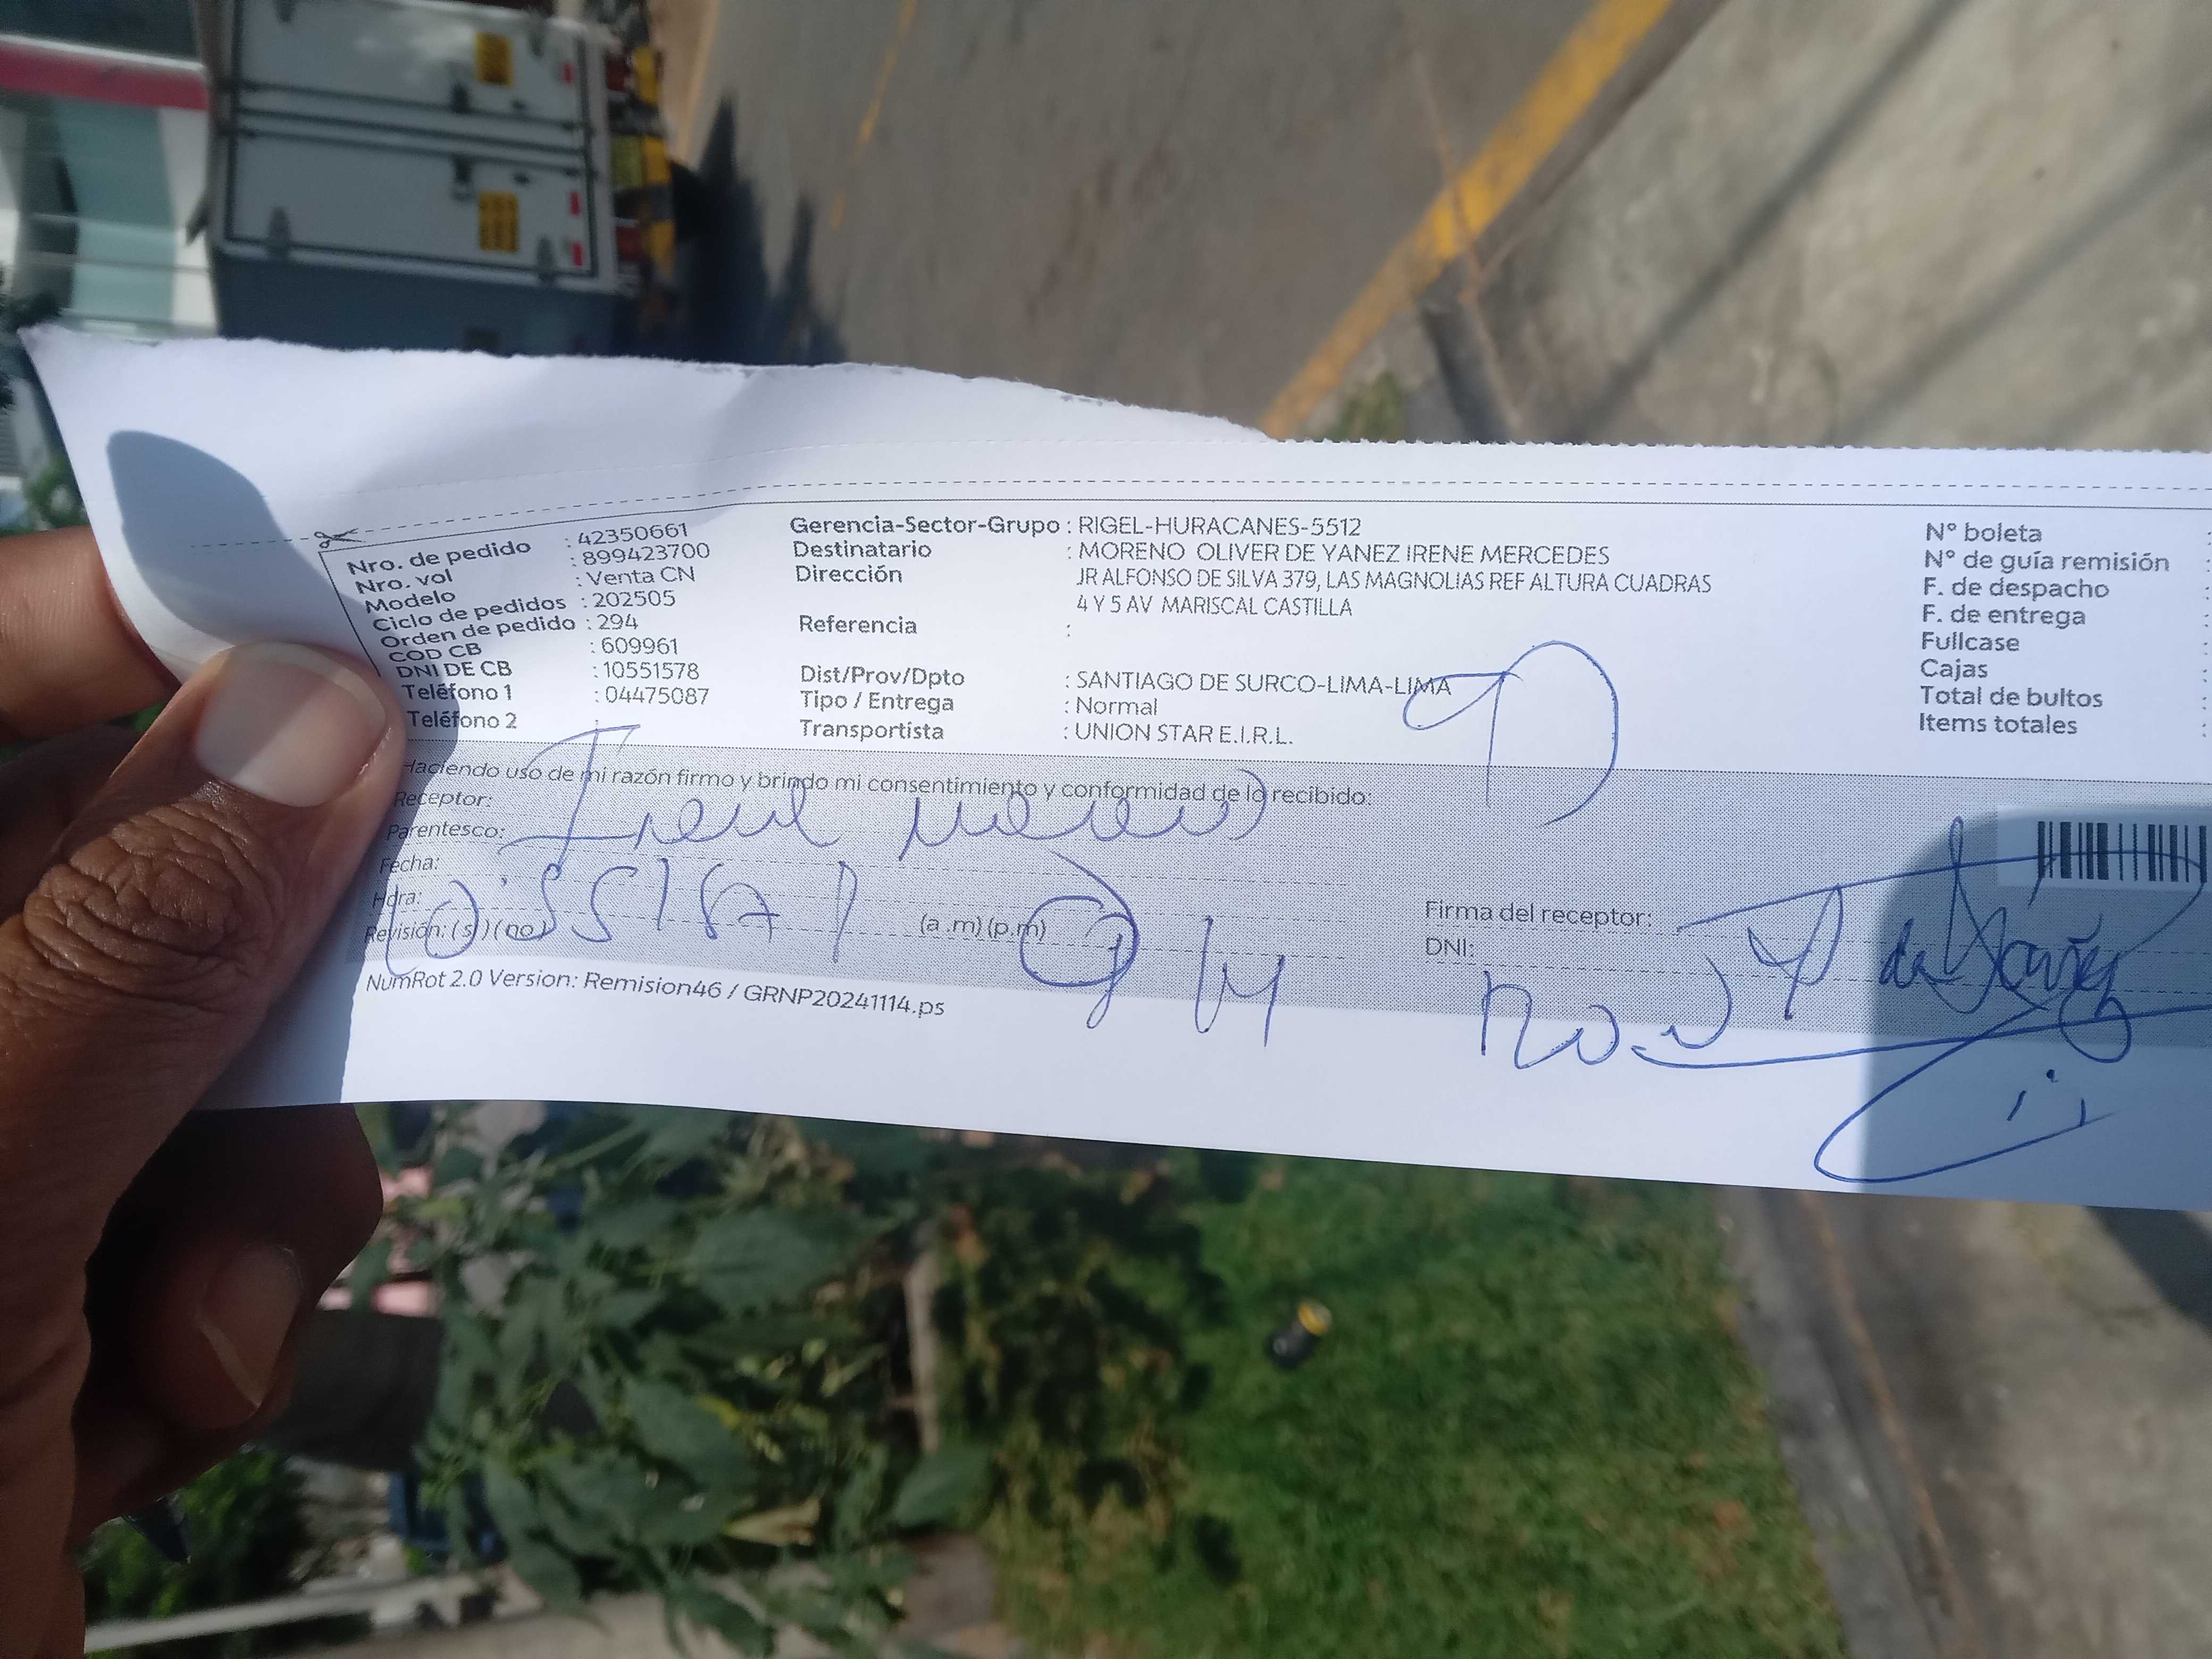 Nro. de pedido : 42350661
Nro. vol : 899423700
Modelo : Venta CN
Ciclo de pedidos : 202505
Orden de pedido : 294
COD CB : 609961
DNI DE CB : 10551578
Teléfono 1 : 04475087
Teléfono 2 :
Gerencia-Sector-Grupo : RIGEL-HURACANES-5512
Destinatario : MORENO OLIVER DE YANEZ IRENE MERCEDES
Dirección JR ALFONSO DE SILVA 379, LAS MAGNOLIAS REF ALTURA CUADRAS
4 Y 5 AV MARISCAL CASTILLA
Referencia :
Dist/Prov/Dpto : SANTIAGO DE SURCO-LIMA-LIMA
Tipo / Entrega : Normal
Transportista : UNION STAR E.I.R.L.
N° boleta :
N° de guía remisión :
F. de despacho :
F. de entrega :
Fullcase :
Cajas :
Total de bultos :
Items totales :
Haciendo uso de mi razón firmo y brindo mi consentimiento y conformidad de lo recibido:
Receptor:
Parentesco:
Fecha:
Hora: (a .m) (p.m)
Revisión: ( si ) ( no )
Firma del receptor:
DNI:
NumRot 2.0 Version: Remision46 / GRNP20241114.ps